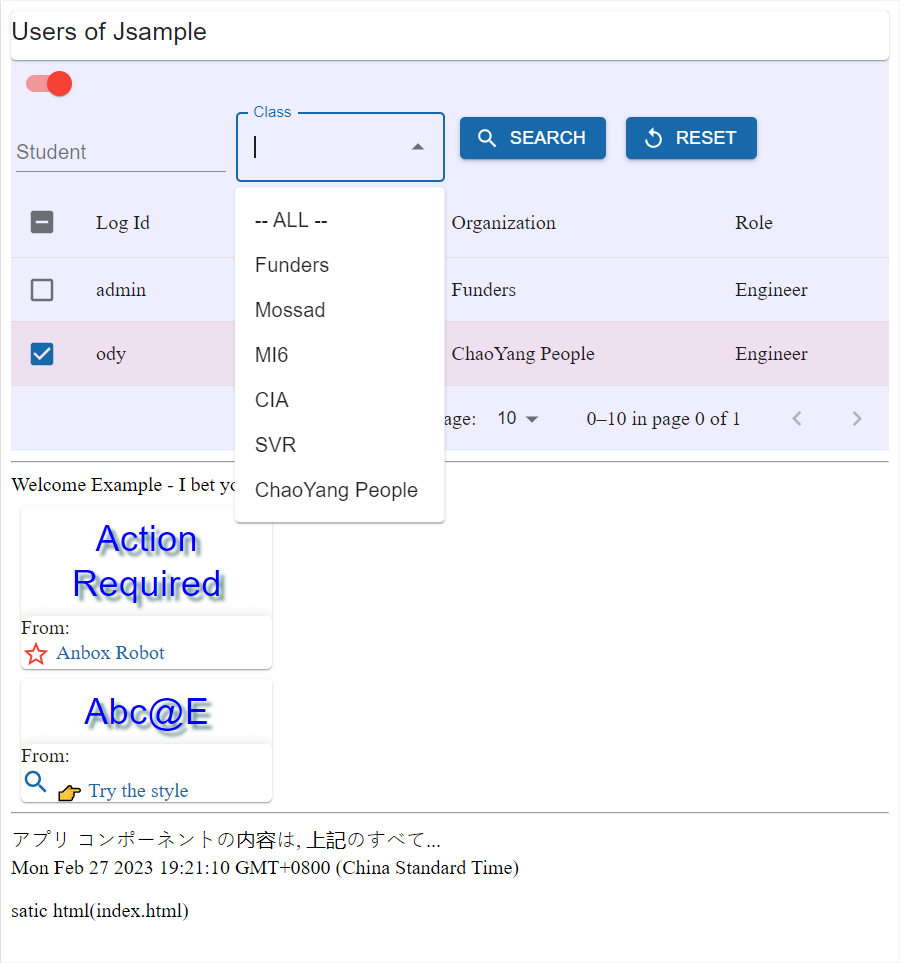 Users of Jsample
Class
Student
SEARCH RESET
-- ALL --
Funders
Mossad
MI6
CIA
SVR
ChaoYang People
Log Id Organization Role
admin Funders Engineer
ody ChaoYang People Engineer
10 0–10 in page 0 of 1
Welcome Example - I bet
Action
Required
From:
Anbox Robot
Abc@E
From:
Try the style
アプリ コンポーネントの内容は, 上記のすべて...
Mon Feb 27 2023 19:21:10 GMT+0800 (China Standard Time)
satic html(index.html)